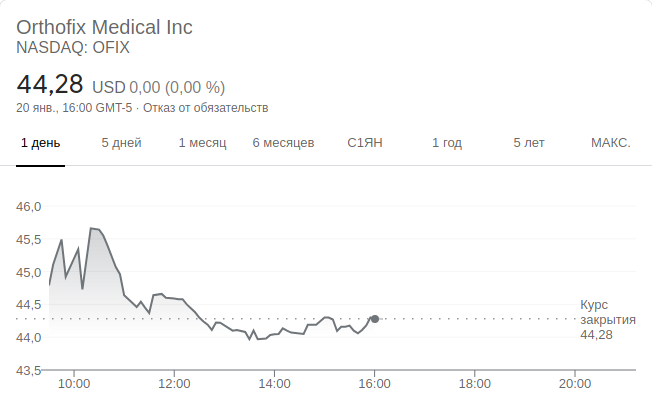 Orthofix Medical Inc
NASDAQ: OFIX
44,28 USD 0,00 (0,00 %)
20 янв., 16:00 GMT-5 · Отказ от обязательств
1 день 5 дней 1 месяц 6 месяцев С1ЯН 1 год 5 лет МАКС.
46,0
45,5
45,0
44,5
44,0
43,5
Курс
закрытия
44,28
10:00 12:00 14:00 16:00 18:00 20:00